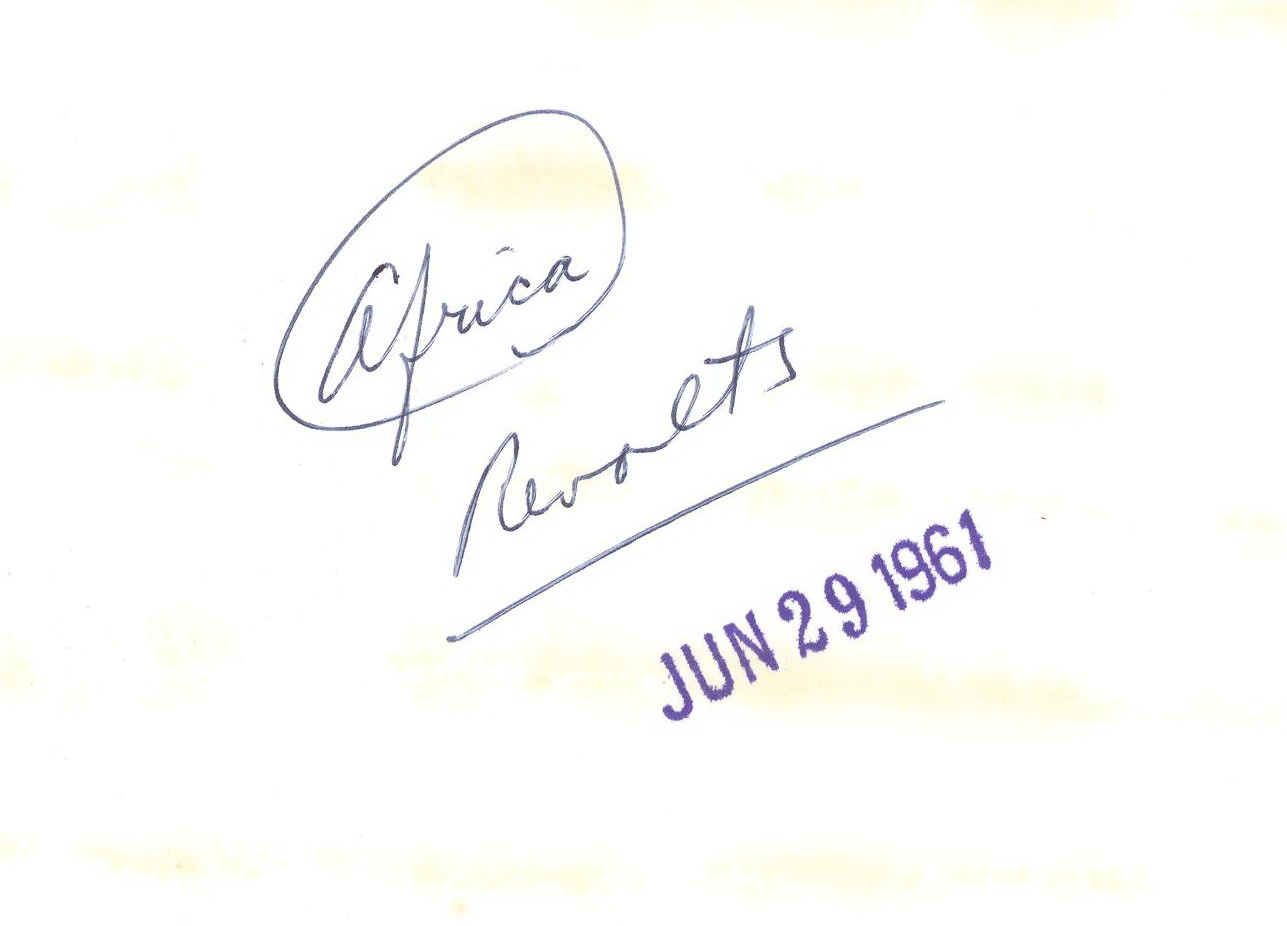 Africa
Revolts
JUN 29 1961